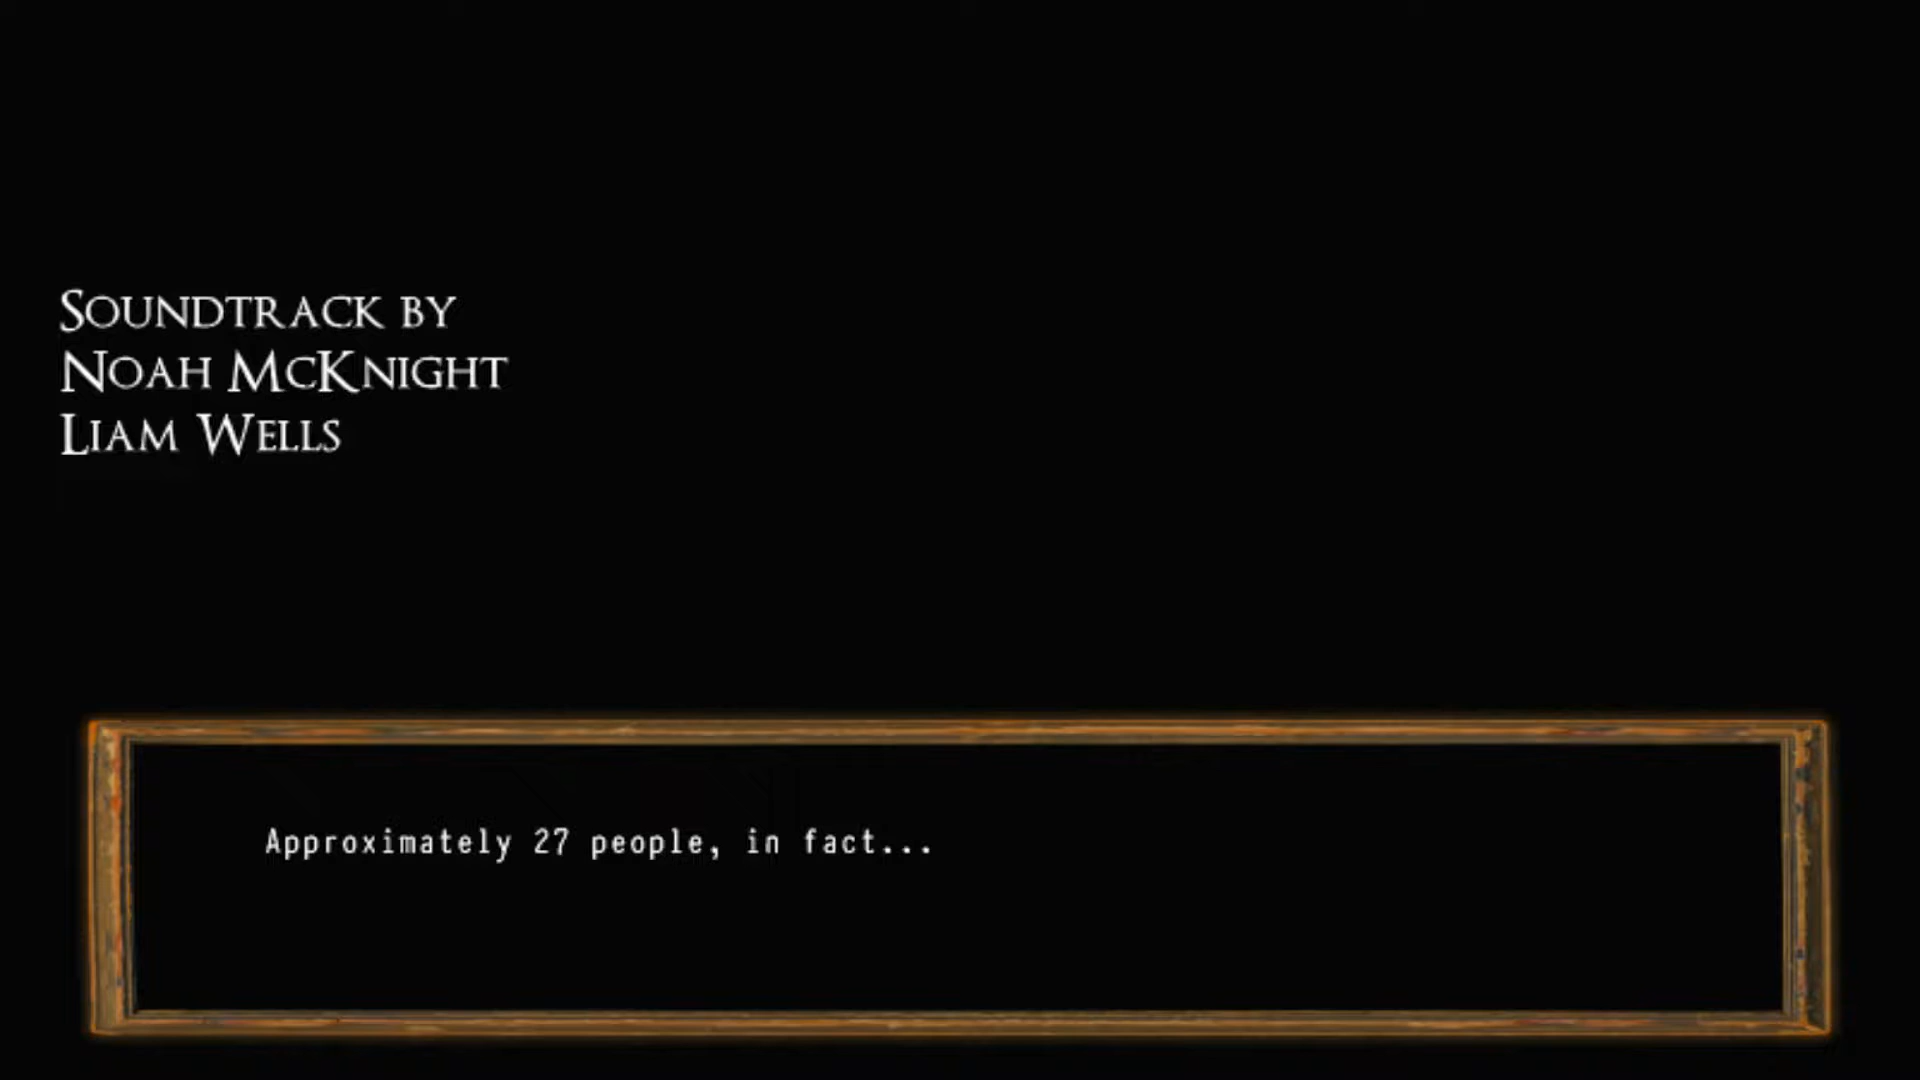 Soundtrack by
Noah McKnight
Liam Wells
Approximately 27 people, in fact...